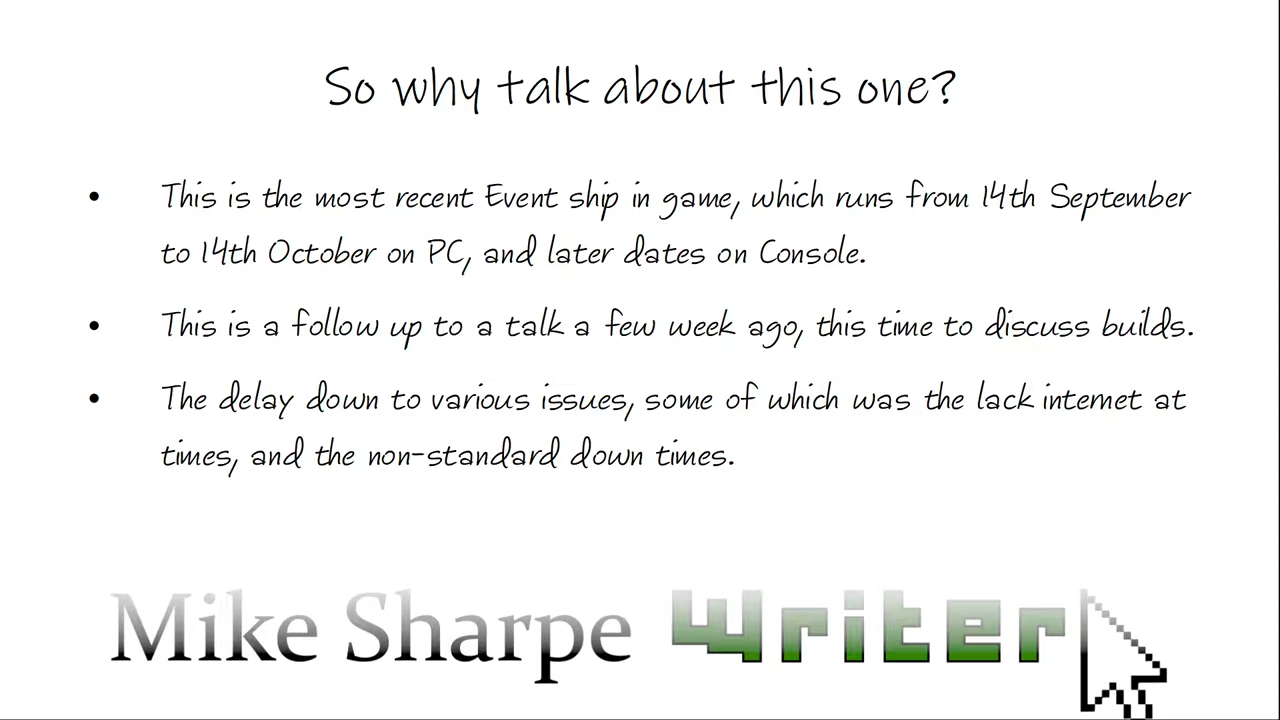 So why talk about this one?
• This is the most recent Event ship in game, which runs from 14th September
to 14th October on PC, and later dates on Console.
• This is a follow up to a talk a few week ago, this time to discuss builds.
• The delay down to various issues, some of which was the lack internet at
times, and the non-standard down times.
Mike Sharpe Writer